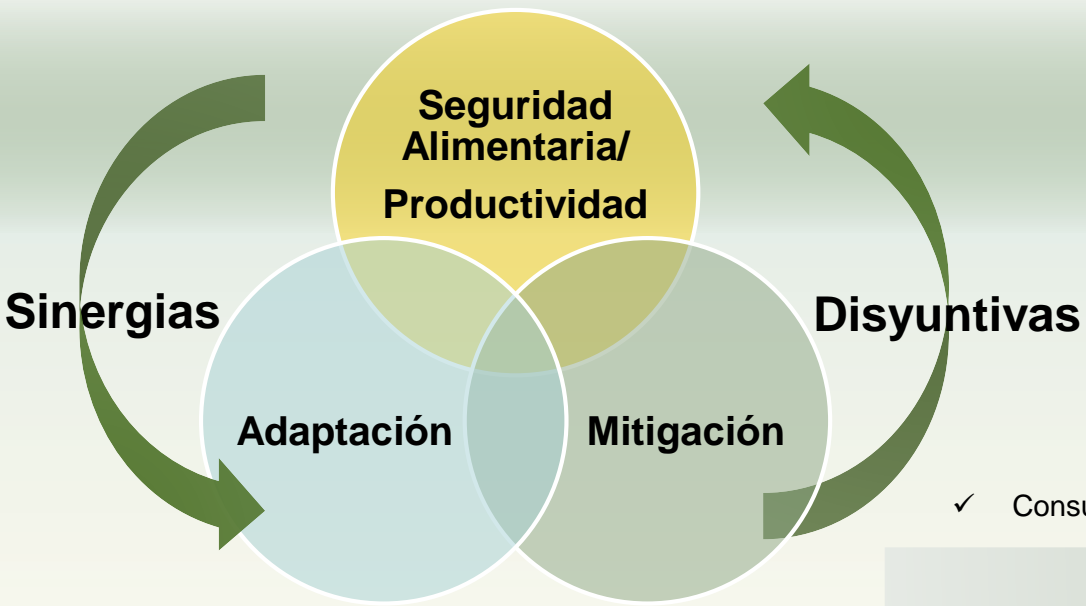 Seguridad
Alimentaria/
Productividad
Sinergias
Disyuntivas
Adaptación
Mitigación
✓